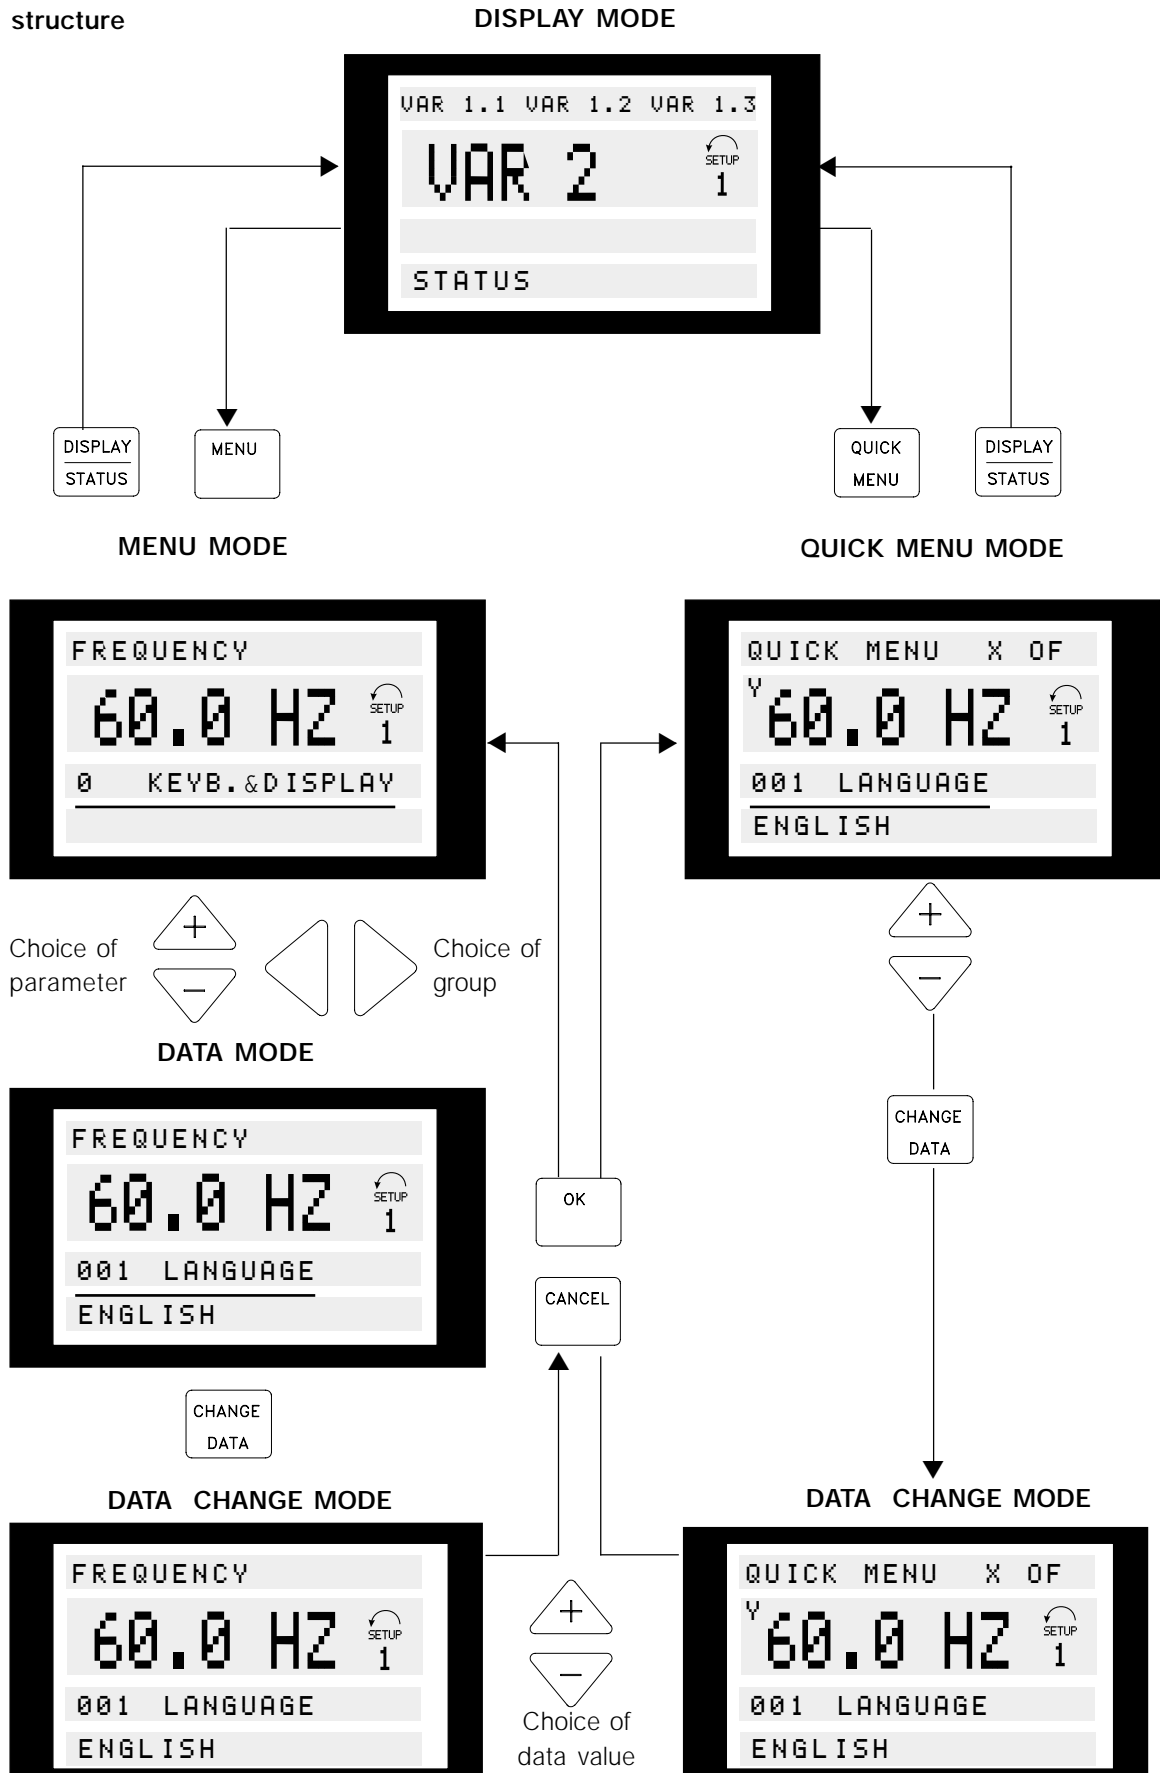 structure
DISPLAY MODE
VAR 1.1 VAR 1.2 VAR 1.3
VAR 2
SETUP
1
STATUS
DISPLAY
STATUS
MENU
QUICK
MENU
DISPLAY
STATUS
MENU MODE
QUICK MENU MODE
FREQUENCY
60.0 HZ
SETUP
1
0 KEYB.&DISPLAY
QUICK MENU X OF
Y
60.0 HZ
SETUP
1
001 LANGUAGE
ENGLISH
+
−
Choice of
parameter
Choice of
group
+
−
DATA MODE
FREQUENCY
60.0 HZ
SETUP
1
001 LANGUAGE
ENGLISH
CHANGE
DATA
OK
CANCEL
CHANGE
DATA
DATA CHANGE MODE
DATA CHANGE MODE
FREQUENCY
60.0 HZ
SETUP
1
001 LANGUAGE
ENGLISH
+
−
Choice of
data value
QUICK MENU X OF
Y
60.0 HZ
SETUP
1
001 LANGUAGE
ENGLISH